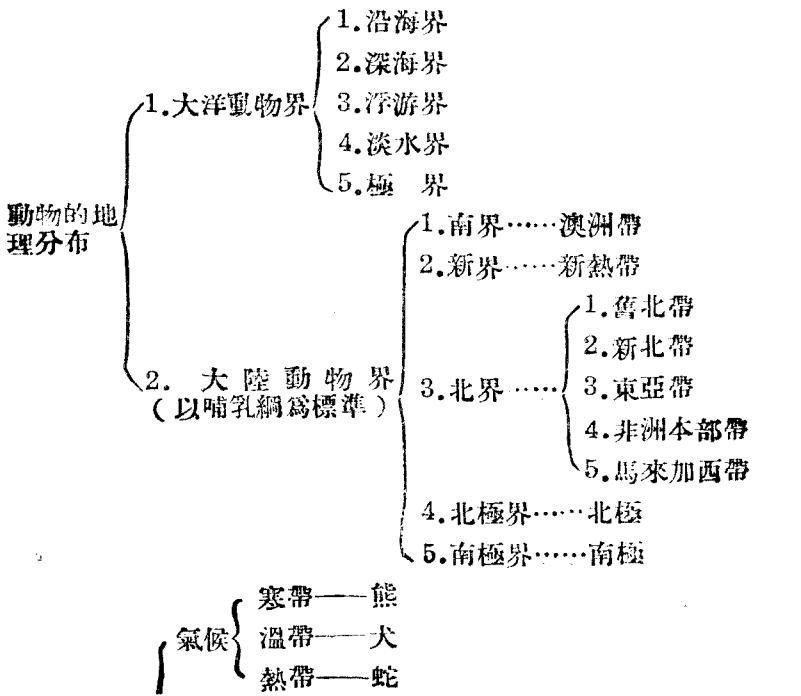 動物的地
理分布
1.大洋動物界
1.沿海界
2.深海界
3.浮游界
4.淡水界
5.極 界
2. 大陸動物界
(以哺乳綱爲標準)
1.南界……澳洲帶
2.新界……新熱帶
3.北界……
1.舊北帶
2.新北帶
3.東亞帶
4.非洲本部帶
5.馬來加西帶
4.北極界……北極
5.南極界……南極
氣候
寒帶——熊
溫帶——犬
熱帶——蛇